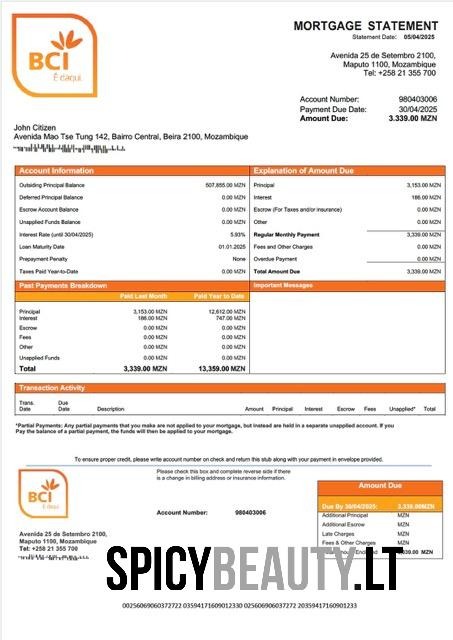 MORTGAGE STATEMENT
Statement Date: 05/04/2025
BCI
É daqui.
Avenida 25 de Setembro 2100,
Maputo 1100, Mozambique
Tel: +258 21 355 700
Account Number: 980403006
Payment Due Date: 30/04/2025
Amount Due: 3.339.00 MZN
John Citizen
Avenida Mao Tse Tung 142, Bairro Central, Beira 2100, Mozambique
Account Information
Outsiding Principal Balance 507,855.00 MZN
Deferred Principal Balance 0.00 MZN
Escrow Account Balance 0.00 MZN
Unapplied Funds Balance 0.00 MZN
Interest Rate (until 30/04/2025) 5.93%
Loan Maturity Date 01.01.2025
Prepayment Penalty None
Taxes Paid Year-to-Date 0.00 MZN
Explanation of Amount Due
Principal 3,153.00 MZN
Interest 186.00 MZN
Escrow (For Taxes and/or insurance) 0.00 MZN
Other 0.00 MZN
Regular Monthly Payment 3,339.00 MZN
Fees and Other Charges 0.00 MZN
Overdue Payment 0.00 MZN
Total Amount Due 3,339.00 MZN
Past Payments Breakdown
Paid Last Month Paid Year to Date
Principal 3,153.00 MZN 12,612.00 MZN
Interest 186.00 MZN 747.00 MZN
Escrow 0.00 MZN 0.00 MZN
Fees 0.00 MZN 0.00 MZN
Other 0.00 MZN 0.00 MZN
Unapplied Funds 0.00 MZN 0.00 MZN
Total 3,339.00 MZN 13,359.00 MZN
Important Messages
Transaction Activity
Trans. Date Due Date Description Amount Principal Interest Escrow Fees Unapplied* Total
*Partial Payments: Any partial payments that you make are not applied to your mortgage, but instead are held in a separate unapplied account. If you
Pay the balance of a partial payment, the funds will then be applied to your mortgage.
To ensure proper credit, please write account number on check and return this stub along with your payment in envelope provided.
BCI
É daqui.
Please check this box and complete reverse side if there
is a change in billing address or insurance information.
Account Number: 980403006
Avenida 25 de Setembro 2100,
Maputo 1100, Mozambique
Tel: +258 21 355 700
Amount Due
Due By 30/04/2025: 3,339.00MZN
Additional Principal MZN
Additional Escrow MZN
Late Charges MZN
Fees & Other Charges MZN
MZN
SPICYBEAUTY.LT
00256069060372722 03594171609012330 0256069060372722 20359417160901233